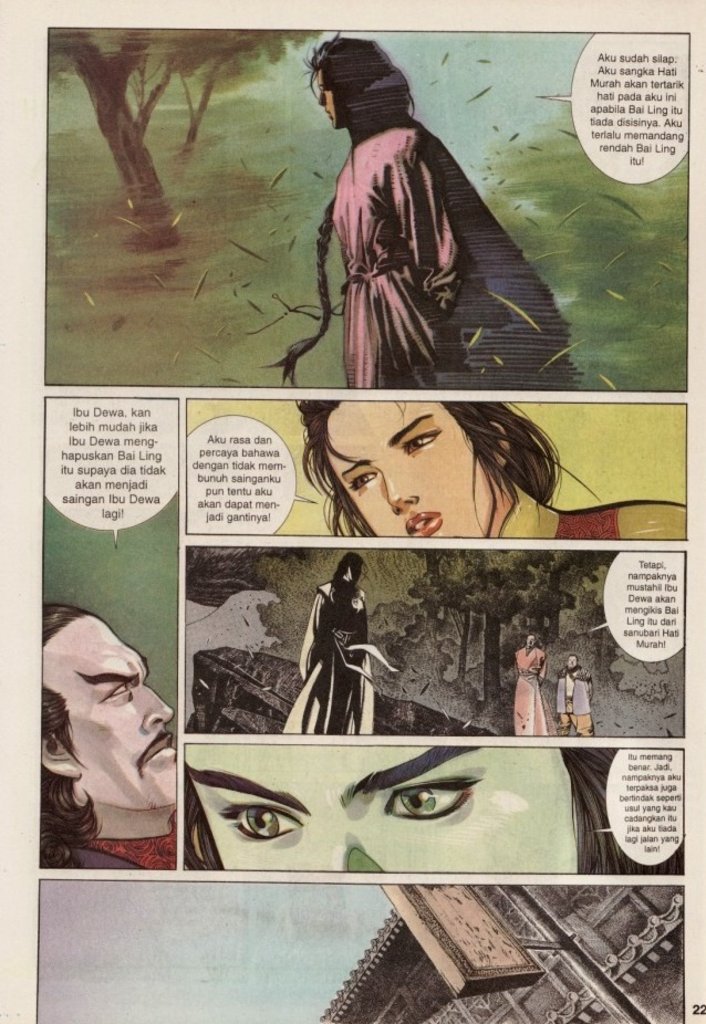 Aku sudah silap.
Aku sangka Hati
Murah akan tertarik
hati pada aku ini
apabila Bai Ling itu
tiada disisinya. Aku
terlalu memandang
rendah Bai Ling
itu!
Ibu Dewa, kan
lebih mudah jika
Ibu Dewa meng-
hapuskan Bai Ling
itu supaya dia tidak
jadi
saingan Ibu Dewa
lagi!
Aku rasa dan
percaya bahawa
dengan tidak mem-
bunuh sainganku
pun tentu aku
akan dapat men-
jadi gantinya!
Tetapi,
nampaknya
mustahil Ibu
Dewa akan
mengikis Bai
Ling itu dari
sanubari Hati
Murah!
Itu memang
benar. Jadi,
nampaknya aku
terpaksa juga
bertindak seperti
usul yang kau
cadangkan itu
jika aku tiada
jalan yang
lain!
22